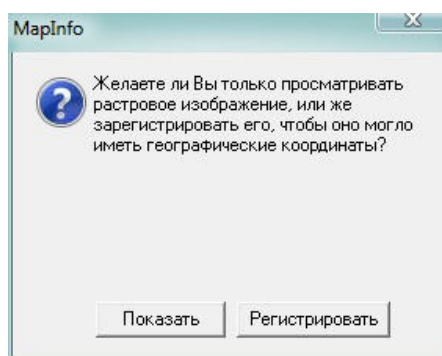 MapInfo
Желаете ли Вы только просматривать
растровое изображение, или же
зарегистрировать его, чтобы оно могло
иметь географические координаты?
Показать Регистрировать